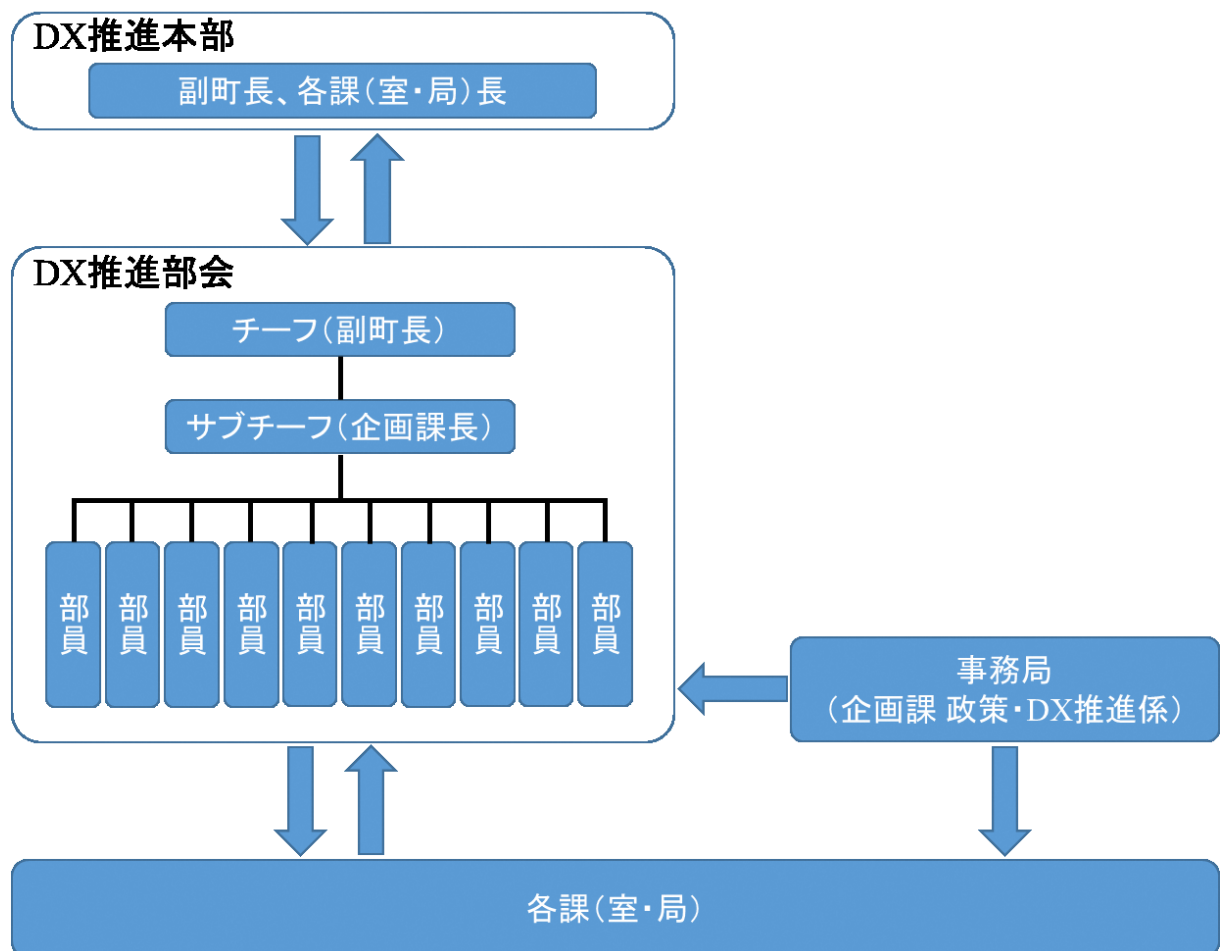 DX推進本部
副町長、各課（室・局）長
DX推進部会
チーフ（副町長）
サブチーフ（企画課長）
部員
部員
部員
部員
部員
部員
部員
部員
部員
部員
事務局
（企画課 政策・DX推進係）
各課（室・局）